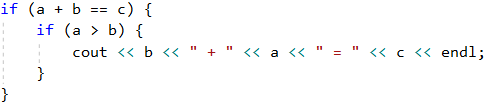 if (a + b == c) {
    if (a > b) {
        cout << b << " + " << a << " = " << c << endl;
    }
}